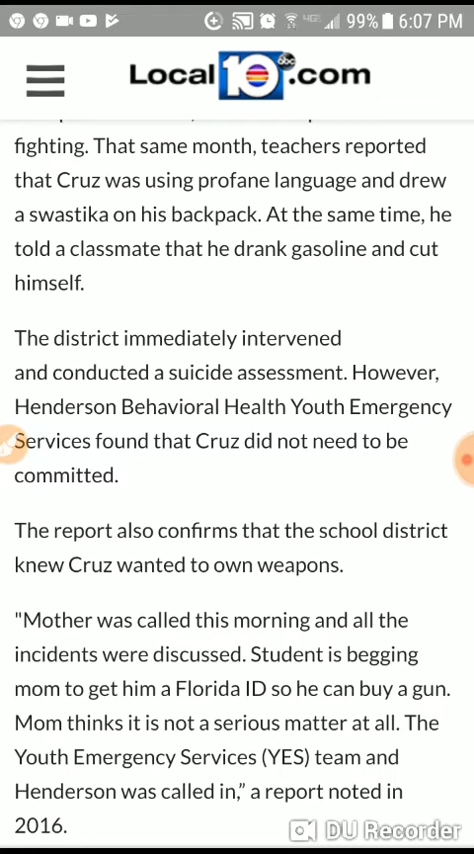 4G 99% 6:07 PM
Local 10 abc .com
fighting. That same month, teachers reported
that Cruz was using profane language and drew
a swastika on his backpack. At the same time, he
told a classmate that he drank gasoline and cut
himself.
The district immediately intervened
and conducted a suicide assessment. However,
Henderson Behavioral Health Youth Emergency
Services found that Cruz did not need to be
committed.
The report also confirms that the school district
knew Cruz wanted to own weapons.
"Mother was called this morning and all the
incidents were discussed. Student is begging
mom to get him a Florida ID so he can buy a gun.
Mom thinks it is not a serious matter at all. The
Youth Emergency Services (YES) team and
Henderson was called in,” a report noted in
2016.
DU Recorder